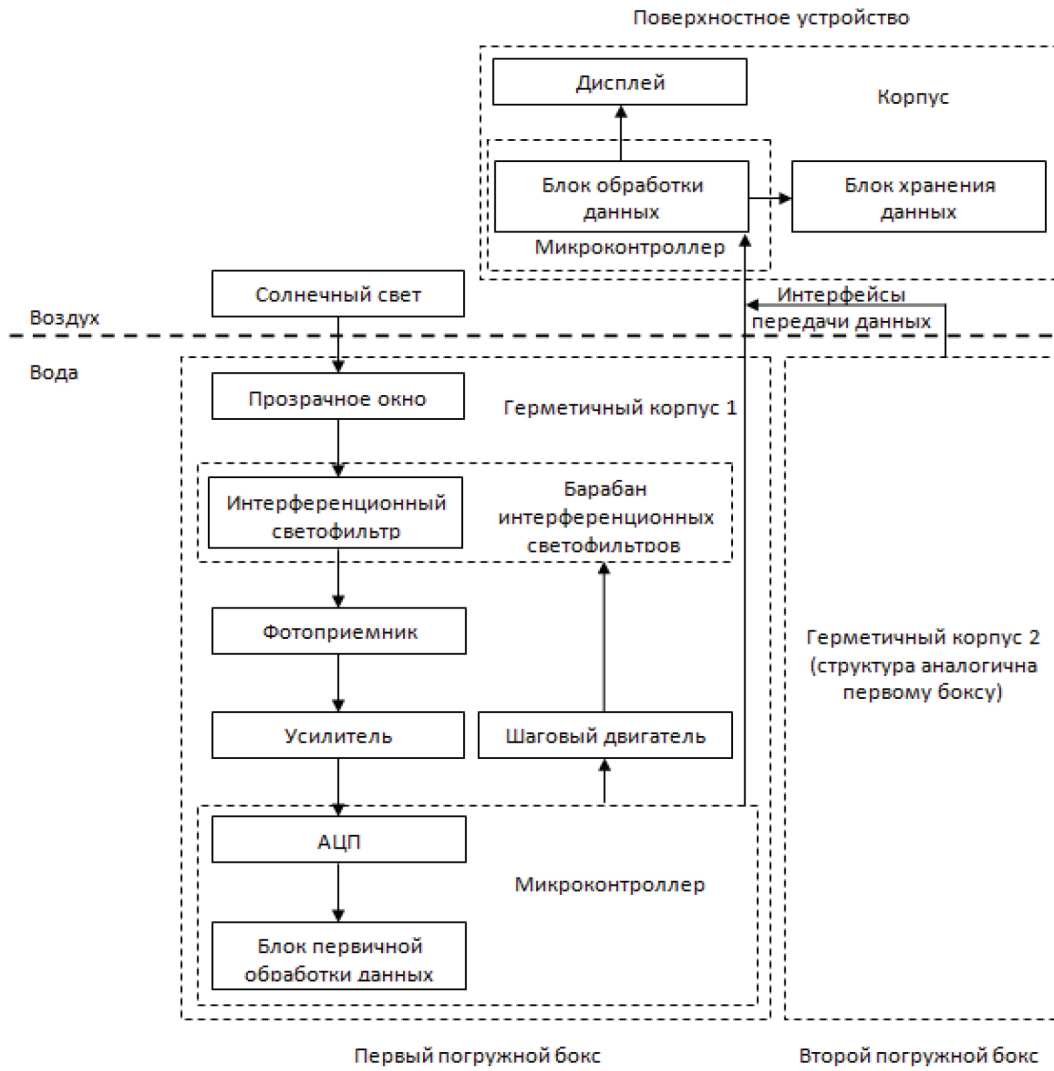 Поверхностное устройство
Дисплей
Корпус
Блок обработки
данных
Блок хранения
данных
Микроконтроллер
Солнечный свет
Интерфейсы
передачи данных
Воздух
Вода
Прозрачное окно
Герметичный корпус 1
Интерференционный
светофильтр
Барабан
интерференционных
светофильтров
Фотоприемник
Герметичный корпус 2
(структура аналогична
первому боксу)
Усилитель
Шаговый двигатель
АЦП
Микроконтроллер
Блок первичной
обработки данных
Первый погружной бокс
Второй погружной бокс